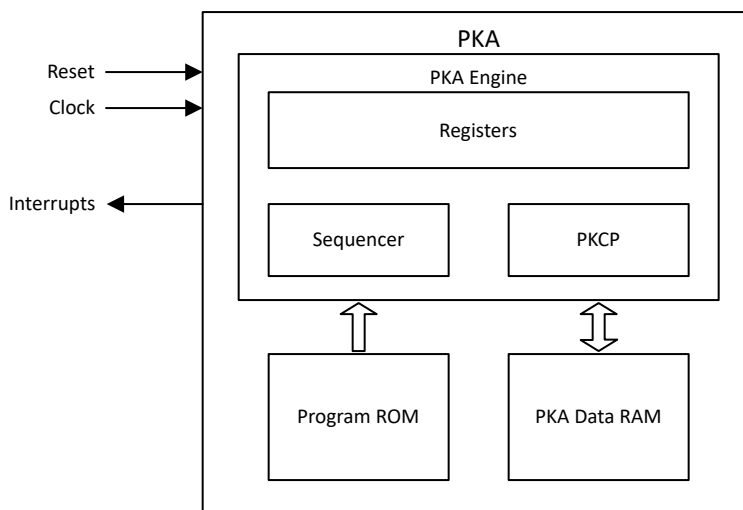 PKA
PKA Engine
Reset
Clock
Registers
Interrupts
Sequencer
PKCP
Program ROM
PKA Data RAM